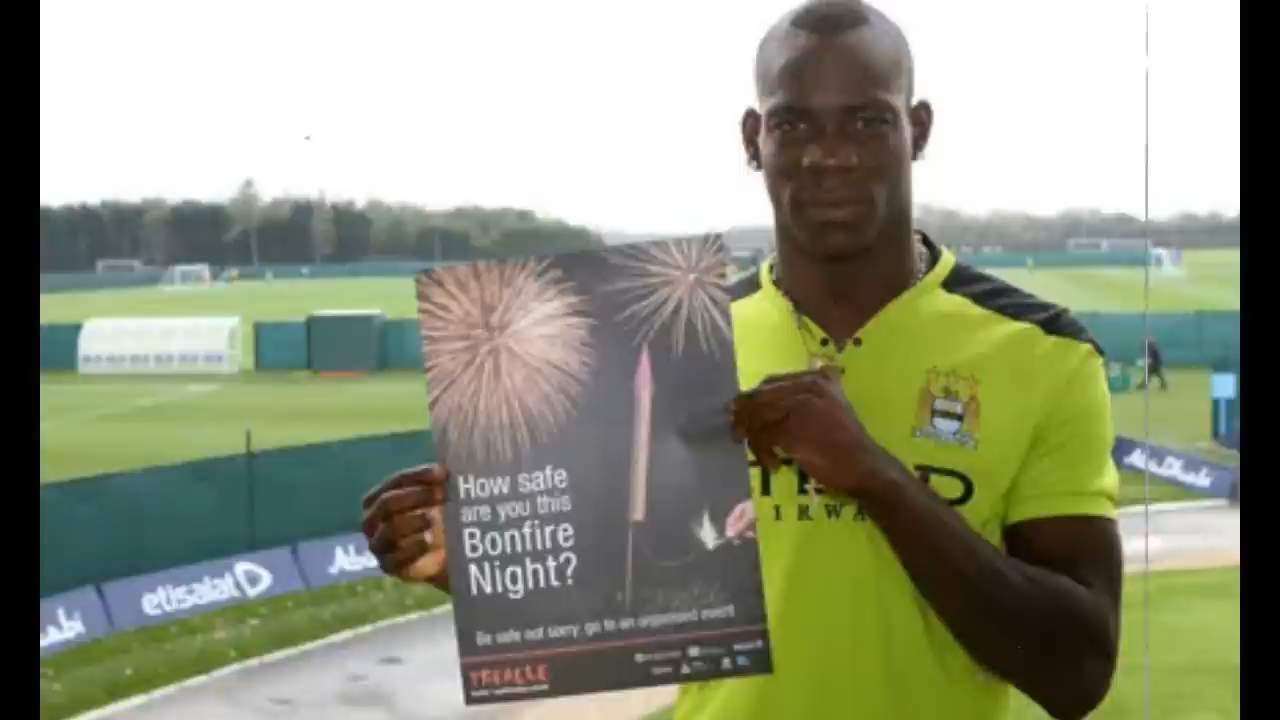 How safe
are you this
Bonfire
Night?
Be safe not sorry: go to an organised event
TREACLE
IRWA
etisalat
Abu Dhabi